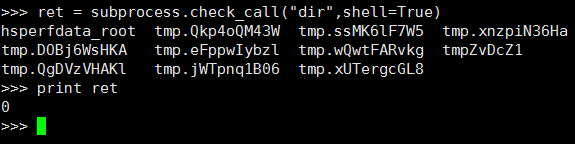 >>> ret = subprocess.check_call("dir",shell=True)
hsperfdata_root  tmp.Qkp4oQM43W  tmp.ssMK6lF7W5  tmp.xnzpiN36Ha
tmp.DOBj6WsHKA   tmp.eFppwIybzl  tmp.wQwtFARvkg  tmpZvDcZ1
tmp.QgDVzVHAKl   tmp.jWTpnq1B06  tmp.xUTergcGL8
>>> print ret
0
>>>